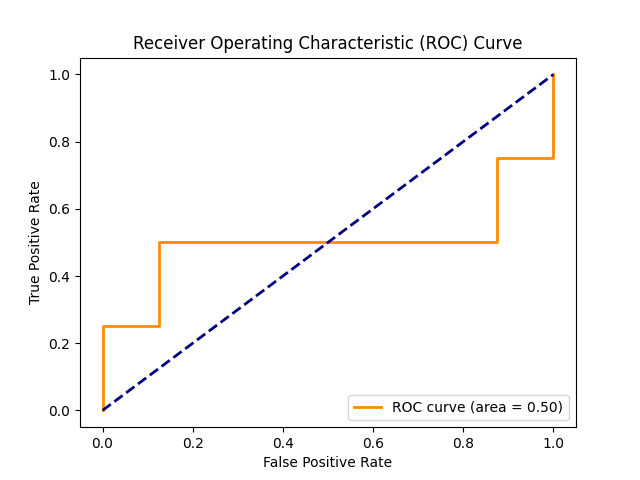 Receiver Operating Characteristic (ROC) Curve
1.0
0.8
0.6
0.4
0.2
0.0
True Positive Rate
ROC curve (area = 0.50)
0.0 0.2 0.4 0.6 0.8 1.0
False Positive Rate